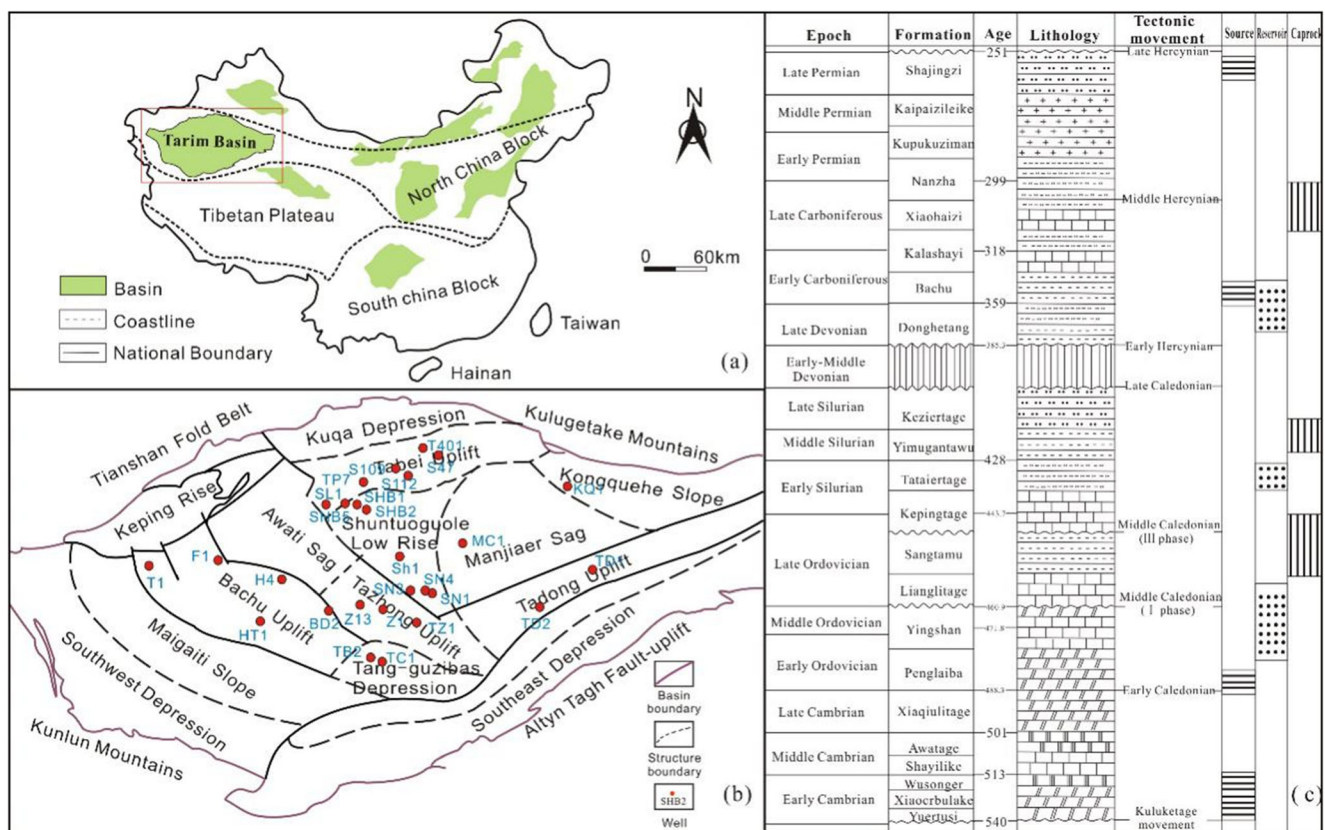 N
Tarim Basin
North China Block
Tibetan Plateau
0 60km
South china Block
Basin
Coastline
National Boundary
Taiwan
Hainan
(a)
Tianshan Fold Belt
Kuqa Depression
Kulugetake Mountains
T401
Tabei Uplift
S109
S47
S112
TP7
Kongquehe Slope
KQ1
SL1
SHB1
SHB5
SHB2
Keping Rise
Shuntuoguole
Low Rise
Awati Sag
MC1
Manjiaer Sag
Sh1
F1
T1
H4
TD1
SN3
SN4
SN1
Bachu Uplift
Tazhong Uplift
Tadong Uplift
BD2
Z13
Z1
TZ1
TD2
HT1
Maigaiti Slope
TB2
TC1
Tang-guzibas
Depression
Southeast Depression
Southwest Depression
Altyn Tagh Fault-uplift
Kunlun Mountains
Basin
boundary
Structure
boundary
SHB2
Well
(b)
Epoch Formation Age Lithology Tectonic movement Source Reservoir Caprock
251 Late Hercynian
Late Permian Shajingzi
Middle Permian Kaipaizileike
Kupukuziman
Early Permian
Nanzha 299
Middle Hercynian
Late Carboniferous Xiaohaizi
Kalashayi 318
Early Carboniferous
Bachu
359
Late Devonian Donghetang
Early Hercynian
Early-Middle
Devonian
Late Caledonian
Late Silurian
Keziertage
Middle Silurian Yimugantawu
428
Early Silurian Tataiertage
Kepingtage
Middle Caledonian
(III phase)
Late Ordovician Sangtamu
Lianglitage
Middle Caledonian
(I phase)
Middle Ordovician Yingshan
Early Ordovician Penglaiba
488.3 Early Caledonian
Late Cambrian Xiaqiulitage
501
Middle Cambrian Awatage
Shayilike
513
Wusonger
Early Cambrian Xiaocrbulake
Yuertusi 540
Kuluketage
movement
(c)